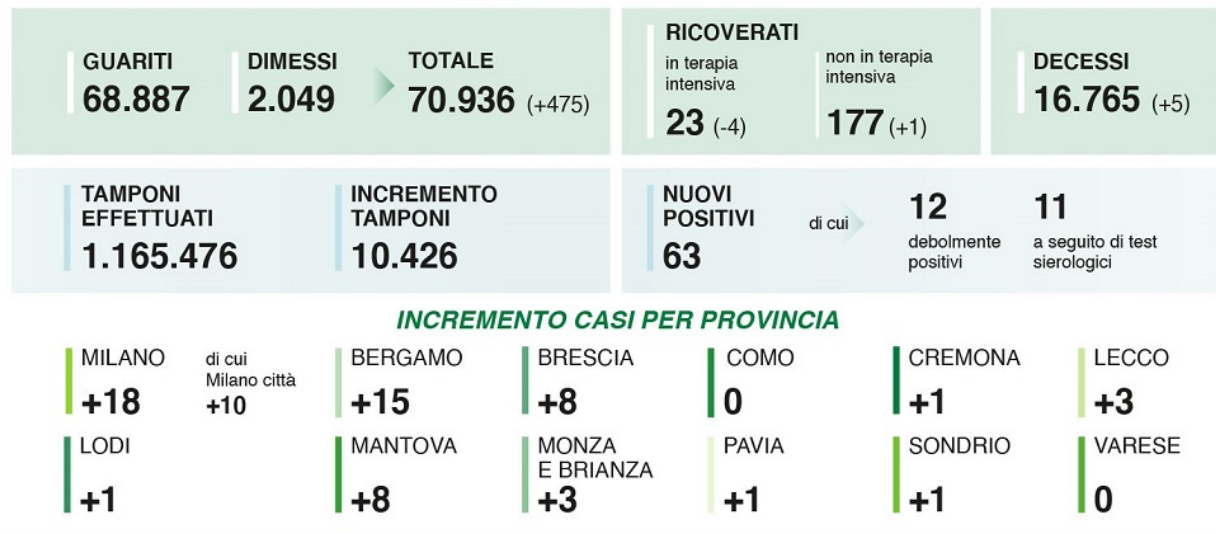 GUARITI
68.887
DIMESSI
2.049
TOTALE
70.936 (+475)
RICOVERATI
in terapia
intensiva
23 (-4)
non in terapia
intensiva
177 (+1)
DECESSI
16.765 (+5)
TAMPONI
EFFETTUATI
1.165.476
INCREMENTO
TAMPONI
10.426
NUOVI
POSITIVI
63
di cui
12
debolmente
positivi
11
a seguito di test
sierologici
INCREMENTO CASI PER PROVINCIA
MILANO
+18
di cui
Milano città
+10
BERGAMO
+15
BRESCIA
+8
COMO
0
CREMONA
+1
LECCO
+3
LODI
+1
MANTOVA
+8
MONZA
E BRIANZA
+3
PAVIA
+1
SONDRIO
+1
VARESE
0